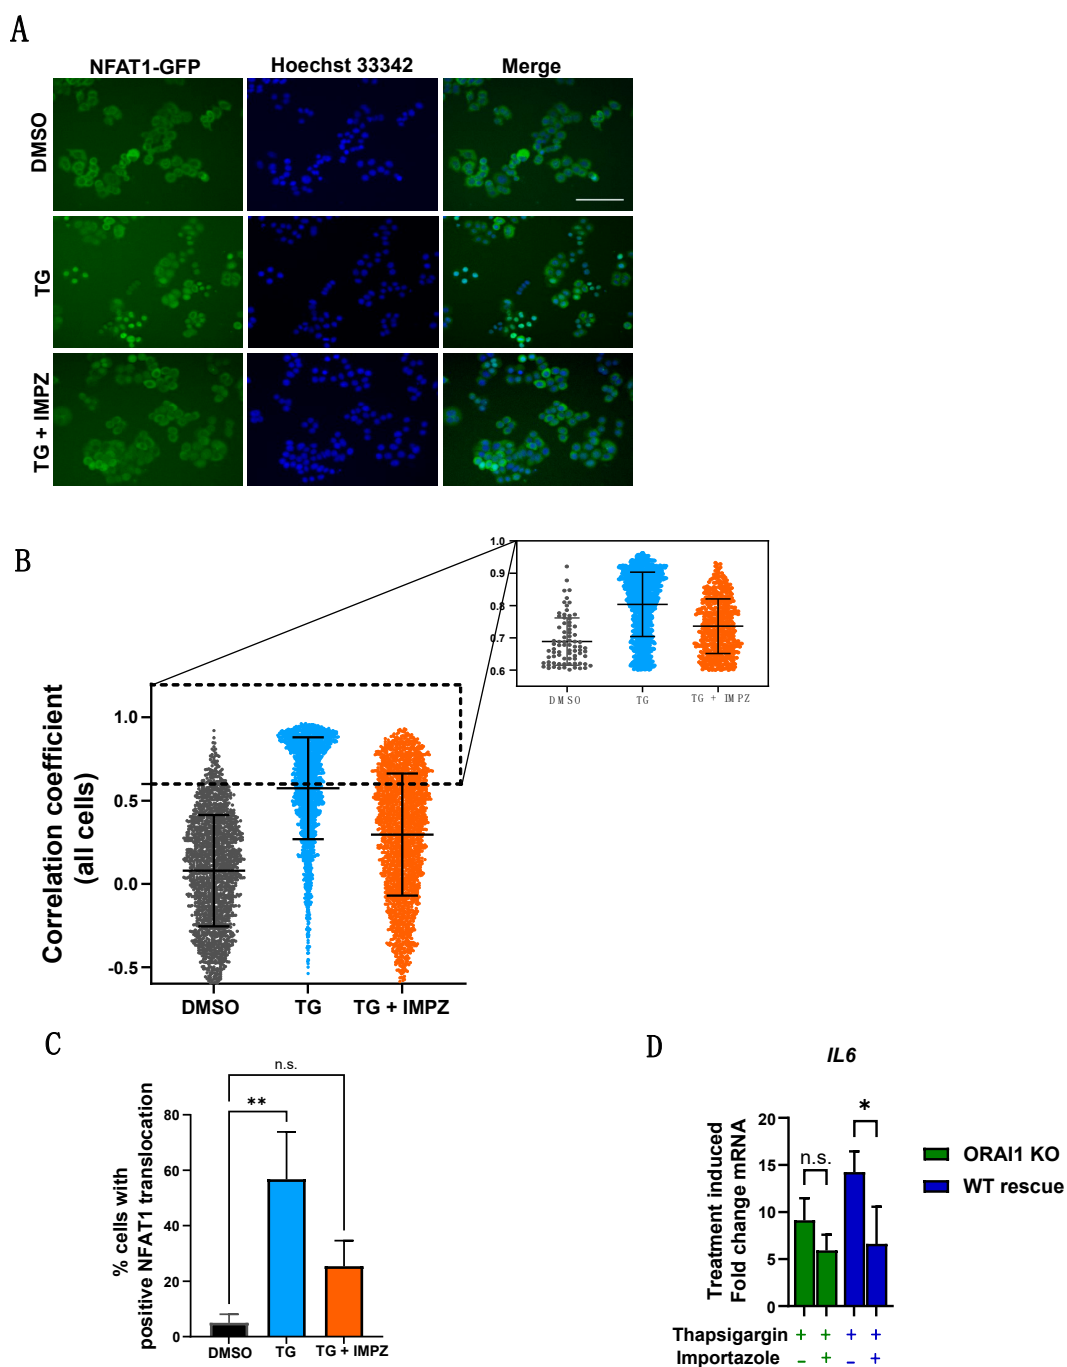 A
NFAT1-GFP Hoechst 33342 Merge
DMSO
TG
TG + IMPZ
B
1.0
0.9
0.8
0.7
0.6
DMSO TG TG + IMPZ
Correlation coefficient
(all cells)
1.0
0.5
0.0
-0.5
DMSO TG TG + IMPZ
C
n.s.
**
% cells with
positive NFAT1 translocation
80
60
40
20
0
DMSO TG TG + IMPZ
D
IL6
Treatment induced
Fold change mRNA
20
15
10
5
0
n.s.
*
ORAI1 KO
WT rescue
Thapsigargin + + + +
Importazole - + - +